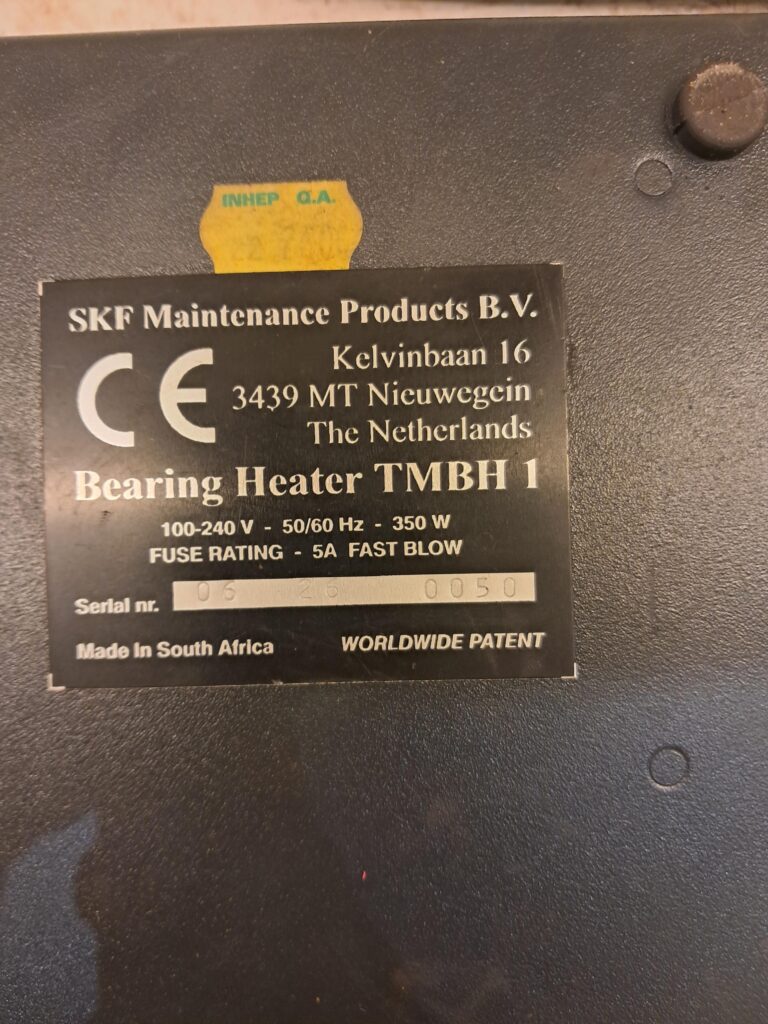 INHEP G.A.
SKF Maintenance Products B.V.
CE
Kelvinbaan 16
3439 MT Nieuwegein
The Netherlands
Bearing Heater TMBH 1
100-240 V - 50/60 Hz - 350 W
FUSE RATING - 5A FAST BLOW
Serial nr. 06 26 0050
Made in South Africa WORLDWIDE PATENT